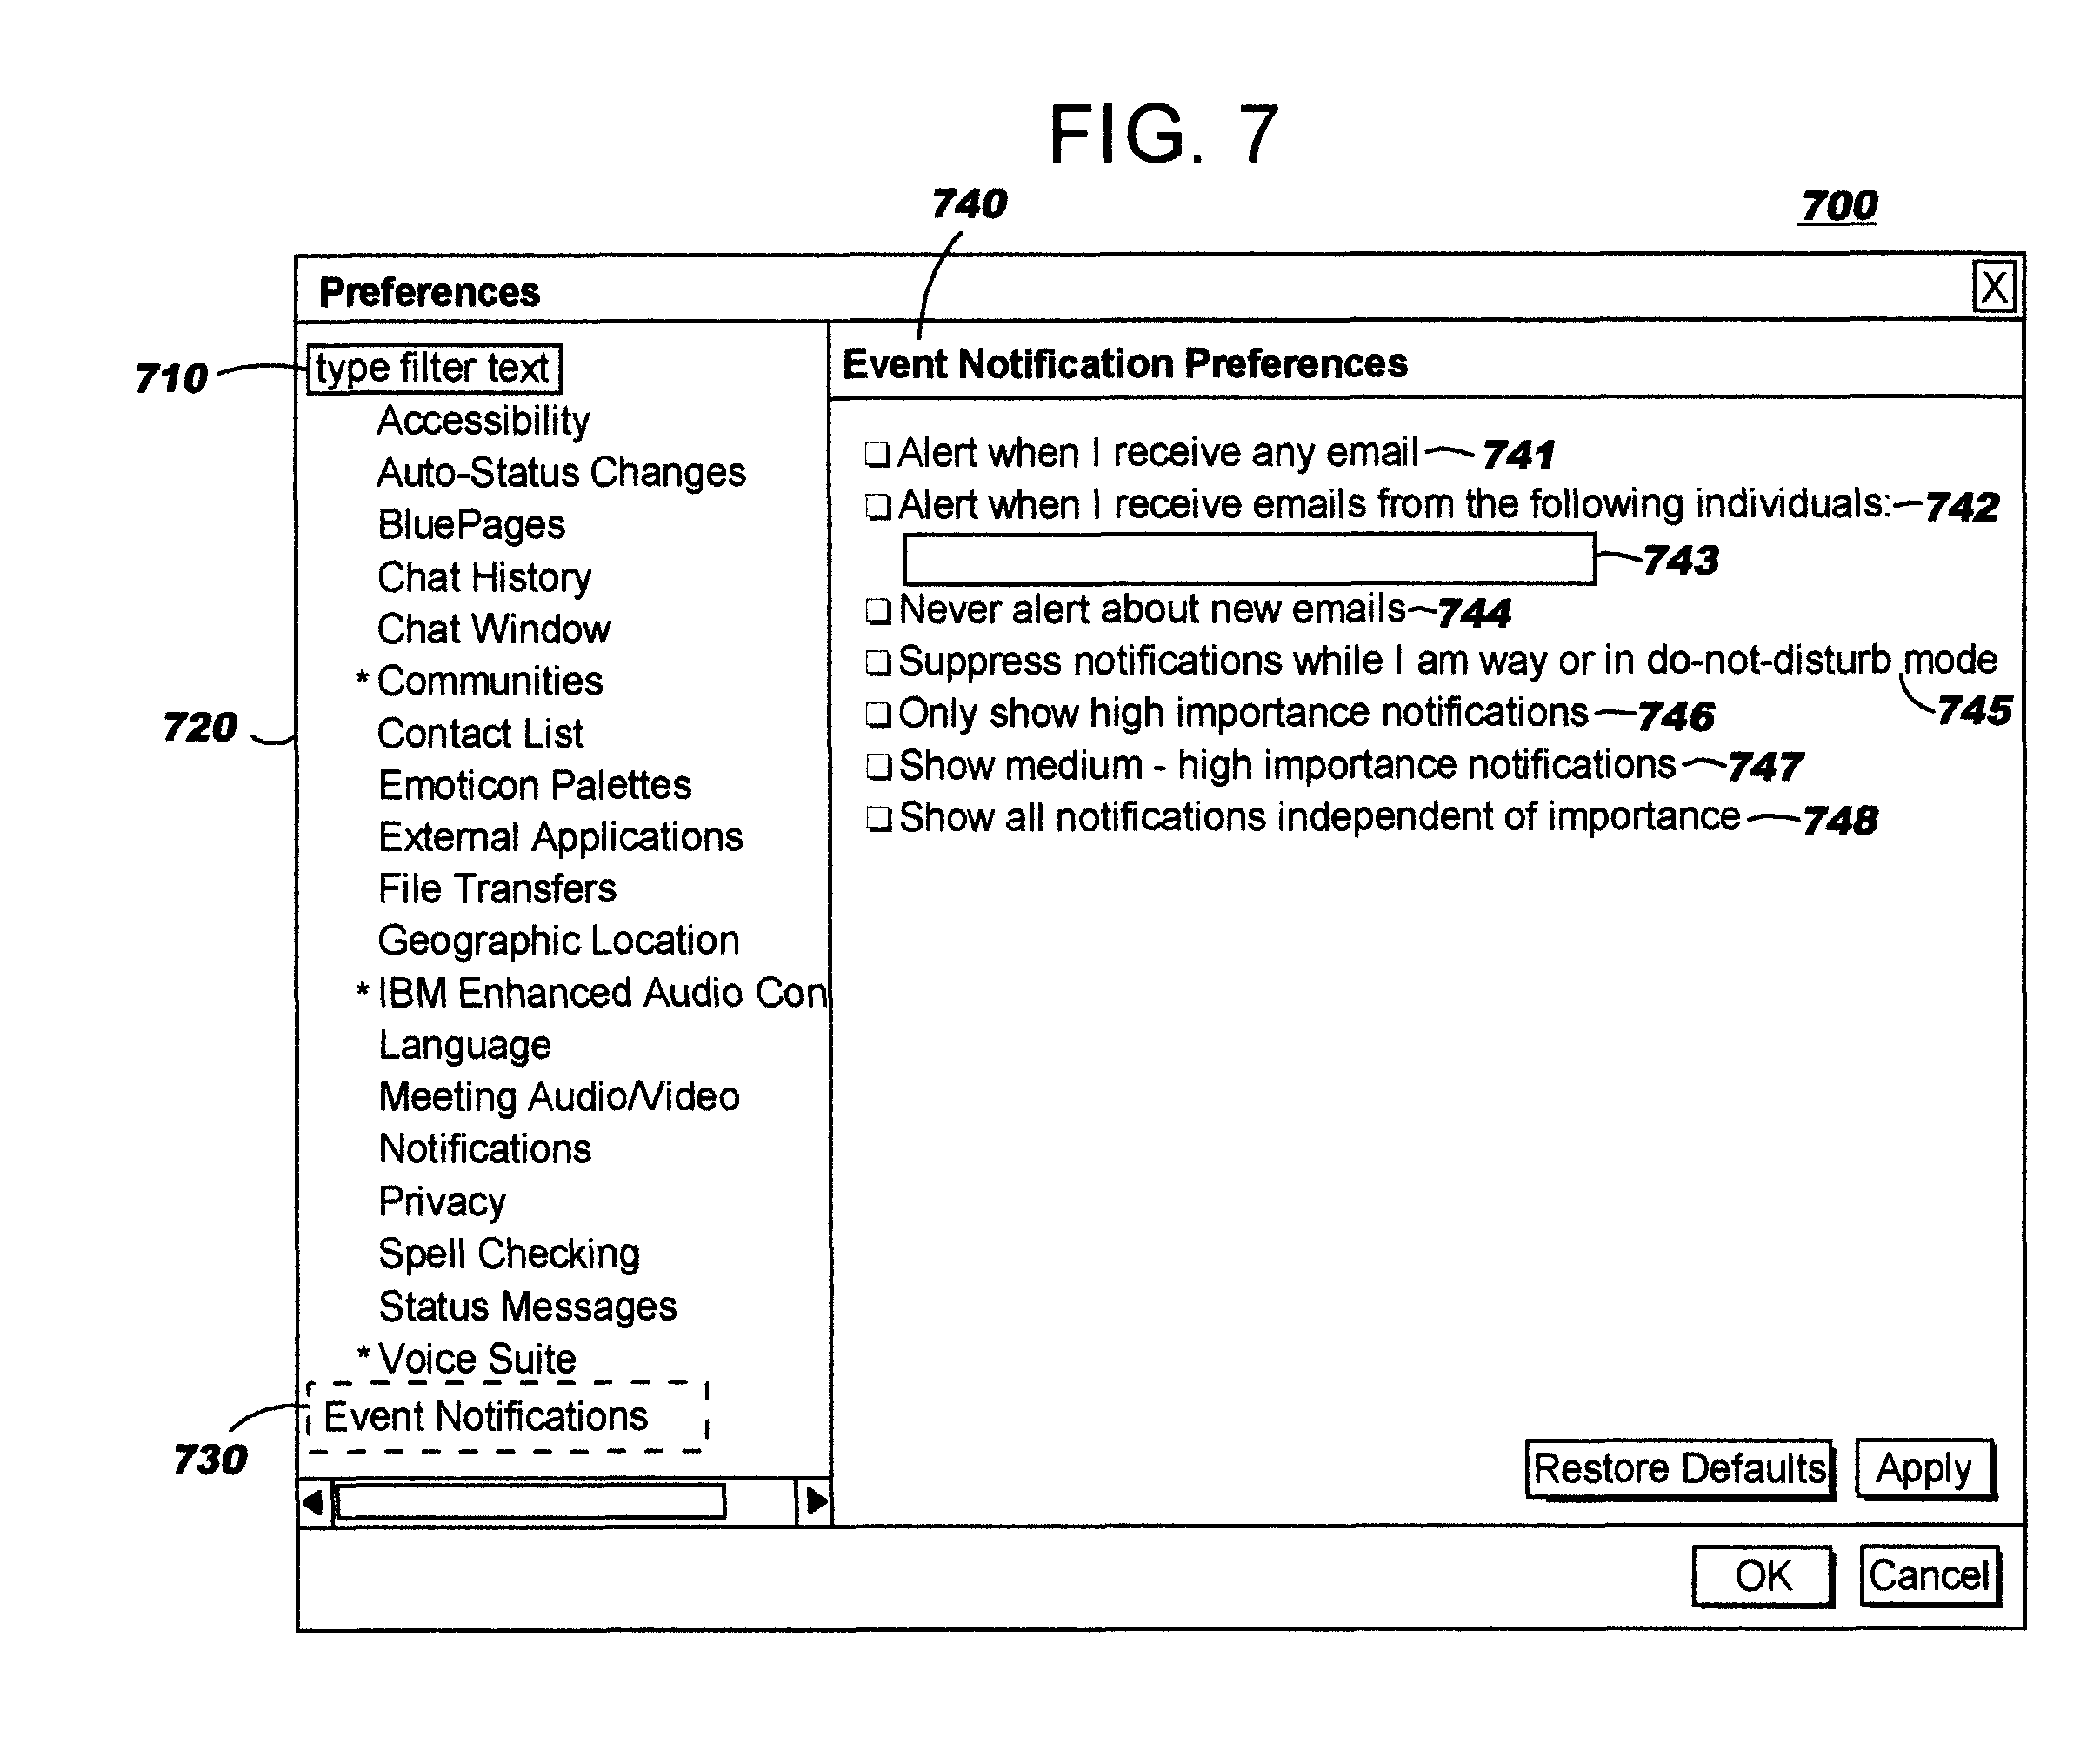 FIG. 7
740
700
Preferences
X
710
type filter text
Accessibility
Auto-Status Changes
BluePages
Chat History
Chat Window
* Communities
720
Contact List
Emoticon Palettes
External Applications
File Transfers
Geographic Location
* IBM Enhanced Audio Con
Language
Meeting Audio/Video
Notifications
Privacy
Spell Checking
Status Messages
* Voice Suite
Event Notifications
730
Event Notification Preferences
Alert when I receive any email 741
Alert when I receive emails from the following individuals: 742
743
Never alert about new emails 744
Suppress notifications while I am way or in do-not-disturb mode
745
Only show high importance notifications 746
Show medium - high importance notifications 747
Show all notifications independent of importance 748
Restore Defaults Apply
OK Cancel